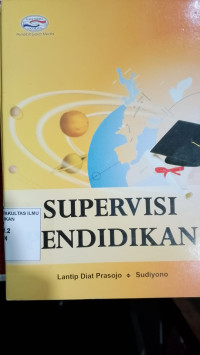 SUPERVISI
FAKULTAS ILMU
ENDIDIKAN
Lantip Diat Prasojo ✦ Sudiyono